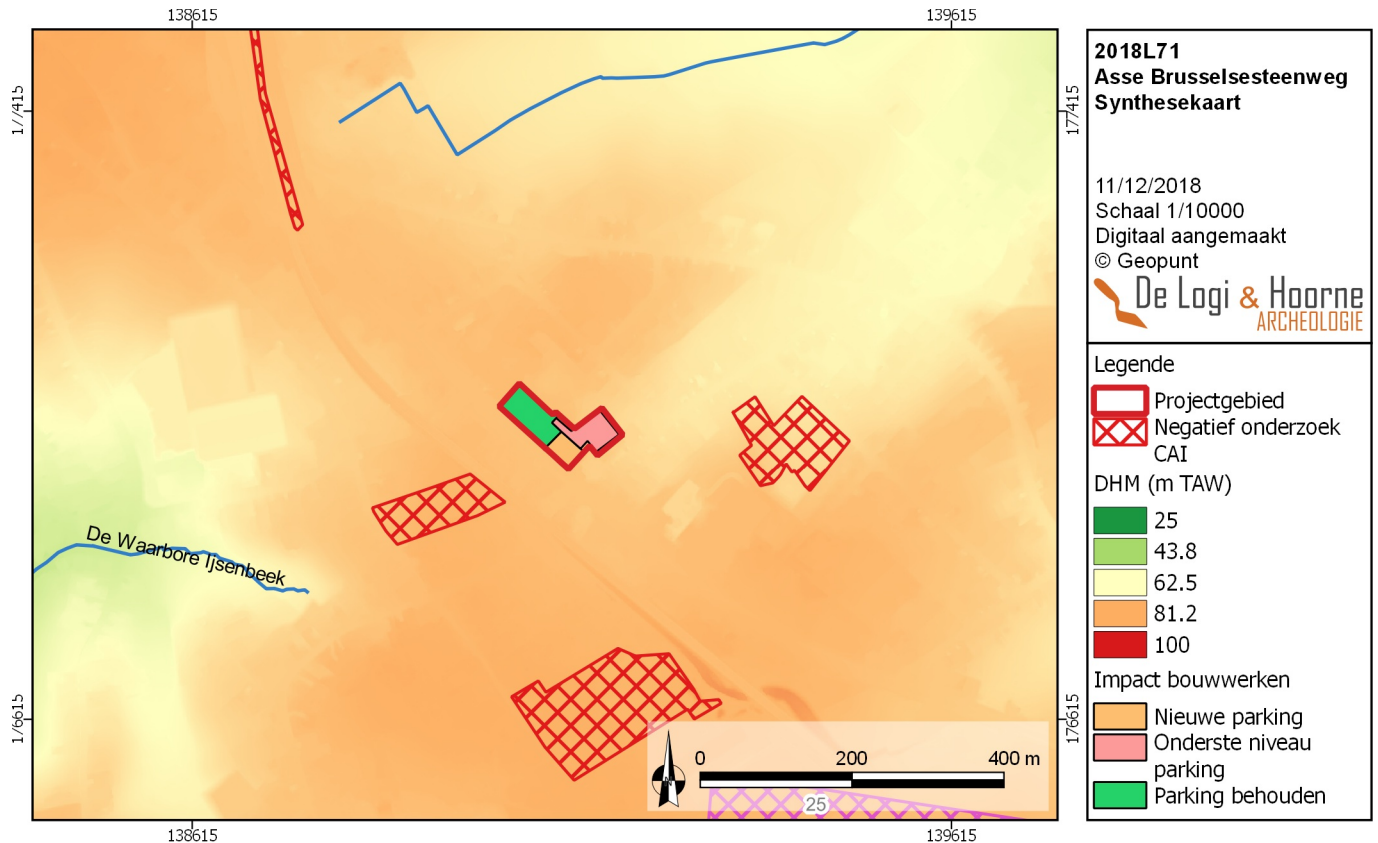 138615
139615
177415
177415
De Waarbore Ijsenbeek
176615
176615
0 200 400 m
N
25
138615
139615
2018L71
Asse Brusselsesteenweg
Synthesekaart
11/12/2018
Schaal 1/10000
Digitaal aangemaakt
© Geopunt
De Logi & Hoorne
ARCHEOLOGIE
Legende
Projectgebied
Negatief onderzoek
CAI
DHM (m TAW)
25
43.8
62.5
81.2
100
Impact bouwwerken
Nieuwe parking
Onderste niveau
parking
Parking behouden